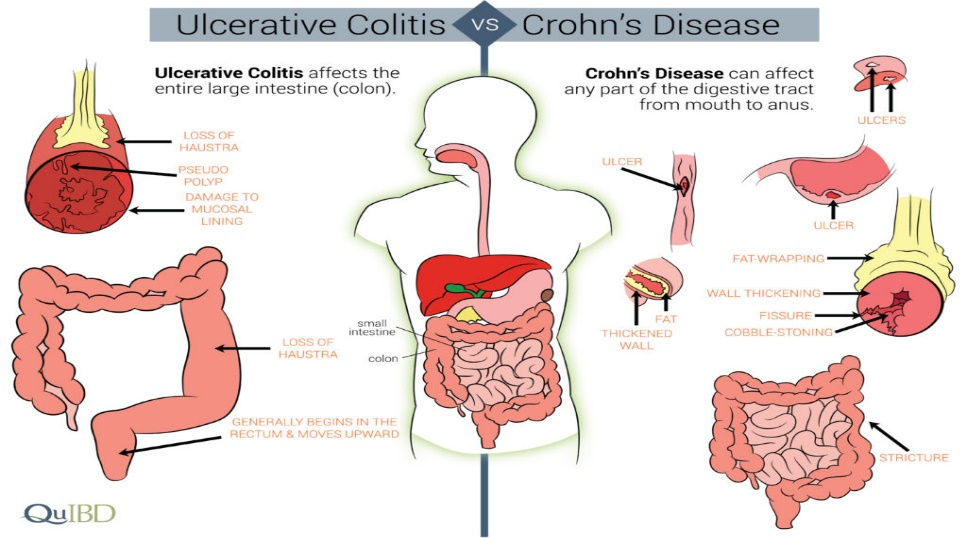 Ulcerative Colitis VS Crohn's Disease
Ulcerative Colitis affects the
entire large intestine (colon).
LOSS OF
HAUSTRA
PSEUDO
POLYP
DAMAGE TO
MUCOSAL
LINING
LOSS OF
HAUSTRA
GENERALLY BEGINS IN THE
RECTUM & MOVES UPWARD
small
intestine
colon
Crohn's Disease can affect
any part of the digestive tract
from mouth to anus.
ULCERS
ULCER
ULCER
FAT
THICKENED
WALL
FAT-WRAPPING
WALL THICKENING
FISSURE
COBBLE-STONING
STRICTURE
QuIBD